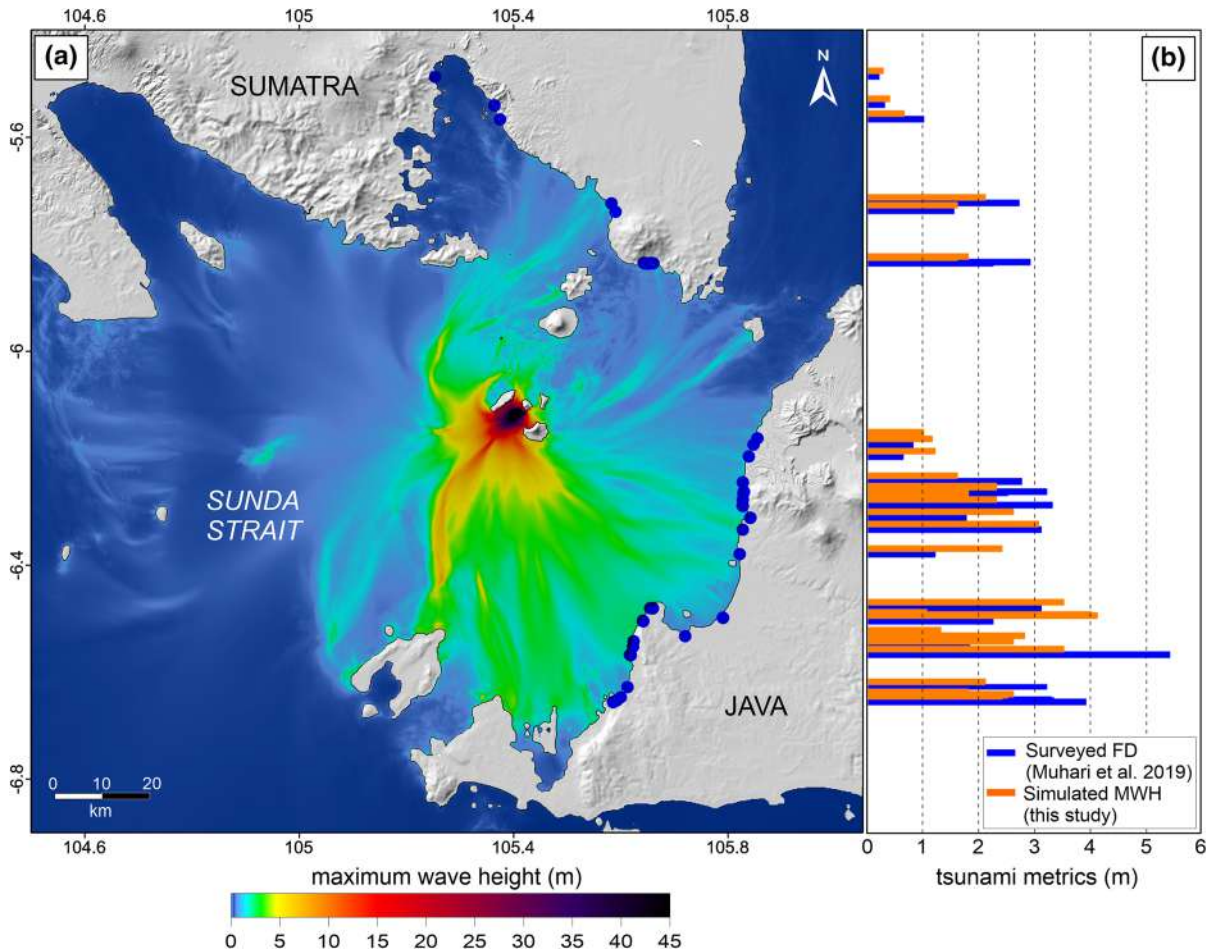 104.6 105 105.4 105.8
(a)
(b)
SUMATRA
N
-5.6
-6
SUNDA
STRAIT
-6.4
JAVA
-6.8
0 10 20
km
Surveyed FD
(Muhari et al. 2019)
Simulated MWH
(this study)
104.6 105 105.4 105.8
0 1 2 3 4 5 6
maximum wave height (m)
tsunami metrics (m)
0 5 10 15 20 25 30 35 40 45